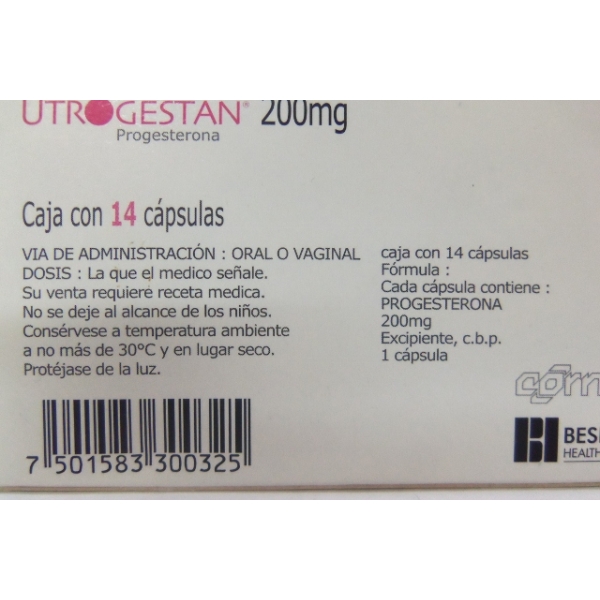 UTROGESTAN® 200mg
Progesterona
Caja con 14 cápsulas
VIA DE ADMINISTRACIÓN : ORAL O VAGINAL
DOSIS : La que el medico señale.
Su venta requiere receta medica.
No se deje al alcance de los niños.
Consérvese a temperatura ambiente
a no más de 30°C y en lugar seco.
Protéjase de la luz.
caja con 14 cápsulas
Fórmula :
Cada cápsula contiene :
PROGESTERONA
200mg
Excipiente, c.b.p.
1 cápsula
7 501583 300325
HEALTH